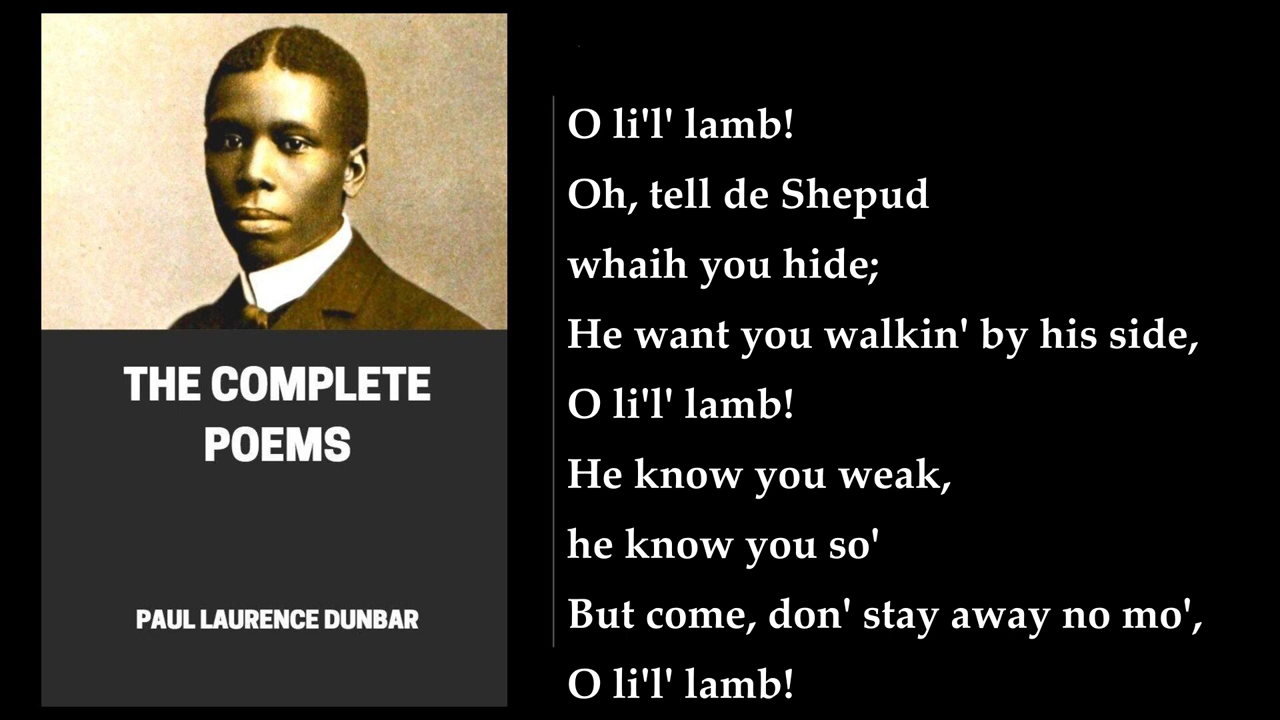 THE COMPLETE
POEMS
PAUL LAURENCE DUNBAR
O li'l' lamb!
Oh, tell de Shepud
whaih you hide;
He want you walkin' by his side,
O li'l' lamb!
He know you weak,
he know you so'
But come, don' stay away no mo',
O li'l' lamb!